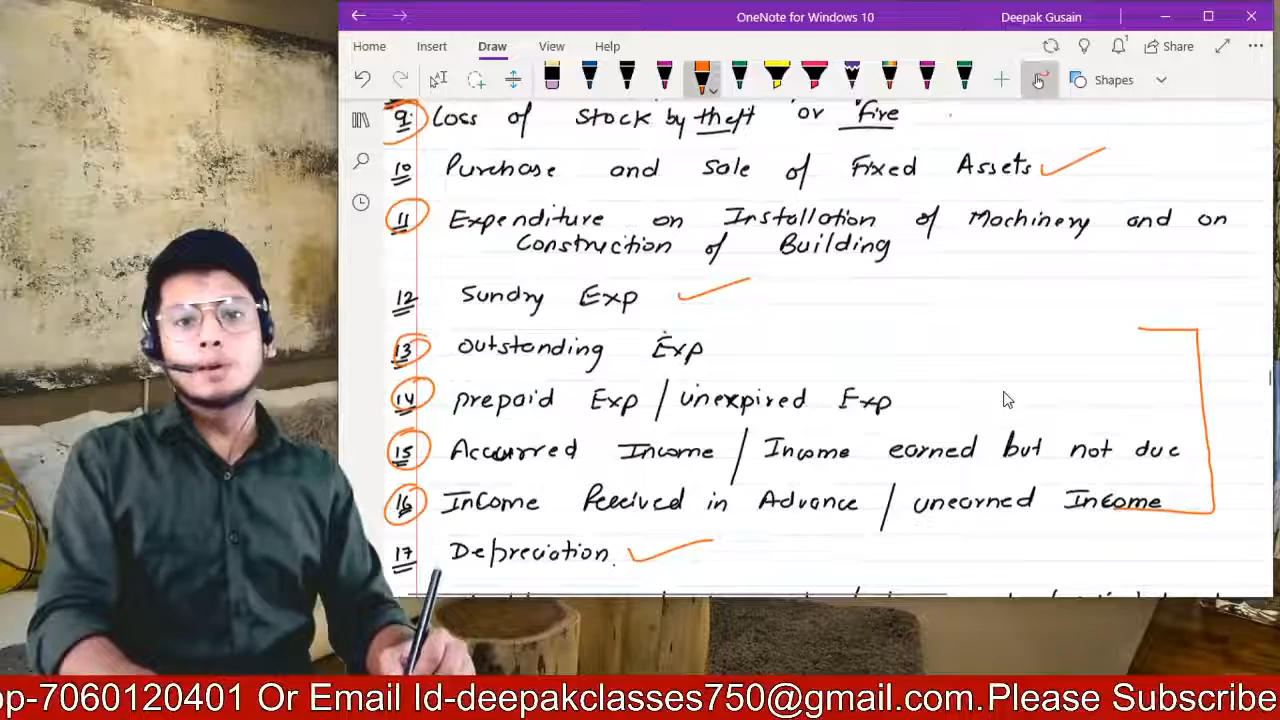 OneNote for Windows 10
Deepak Gusain
Home Insert Draw View Help
Share
Shapes
9. Loss of Stock by theft or Fire
10 Purchase and Sale of Fixed Assets
11 Expenditure on Installation of Machinery and on
Construction of Building
12 Sundry Exp
13 outstanding Exp
14 prepaid Exp / unexpired Exp
15 Accurred Income / Income earned but not due
16 Income Received in Advance / unearned Income
17 Depreciation.
pp-7060120401 Or Email Id-deepakclasses750@gmail.com.Please Subscribe